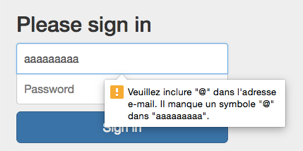 Please sign in
aaaaaaaaa
Password
Veuillez inclure "@" dans l'adresse
e-mail. Il manque un symbole "@"
dans "aaaaaaaaa".
Sign in